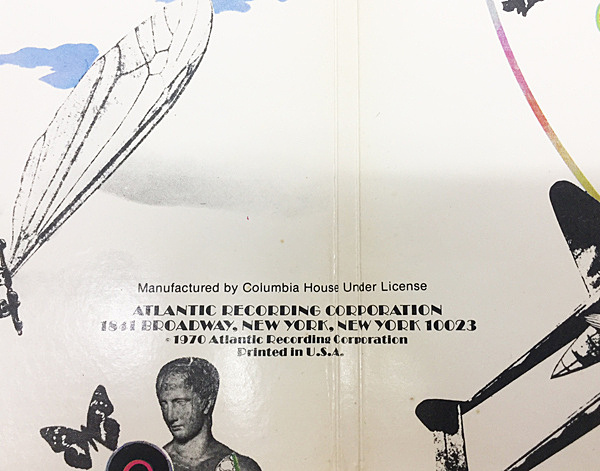 Manufactured by Columbia House Under License
ATLANTIC RECORDING CORPORATION
1841 BROADWAY, NEW YORK, NEW YORK 10023
© 1970 Atlantic Recording Corporation
Printed in U.S.A.